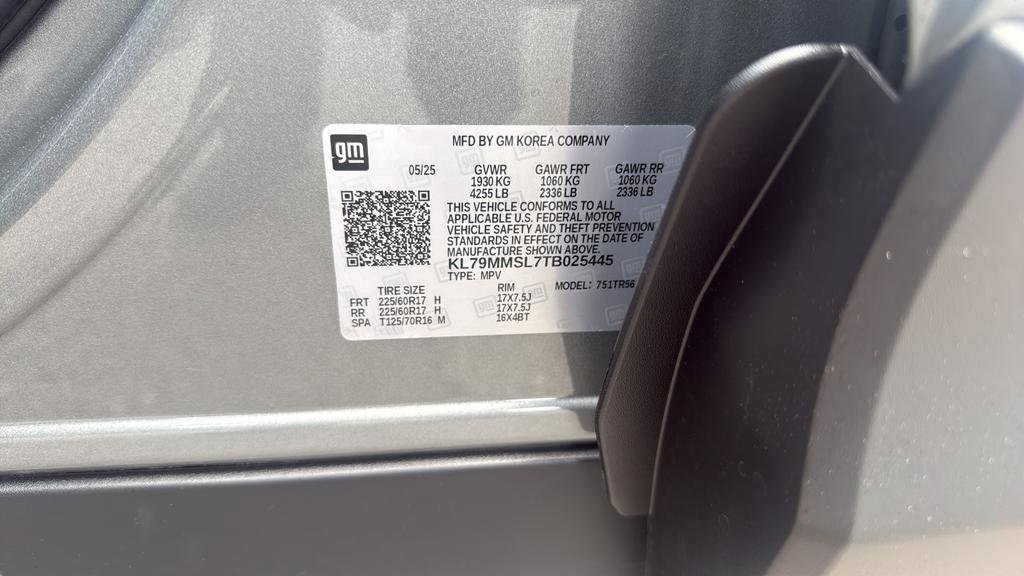 gm
MFD BY GM KOREA COMPANY
05/25 GVWR GAWR FRT GAWR RR
1930 KG 1060 KG 1060 KG
4255 LB 2336 LB 2336 LB
THIS VEHICLE CONFORMS TO ALL
APPLICABLE U.S. FEDERAL MOTOR
VEHICLE SAFETY AND THEFT PREVENTION
STANDARDS IN EFFECT ON THE DATE OF
MANUFACTURE SHOWN ABOVE.
KL79MMSL7TB025445
TYPE: MPV MODEL: 751TR56
TIRE SIZE RIM
FRT 225/60R17 H 17X7.5J
RR 225/60R17 H 17X7.5J
SPA T125/70R16 M 16X4BT